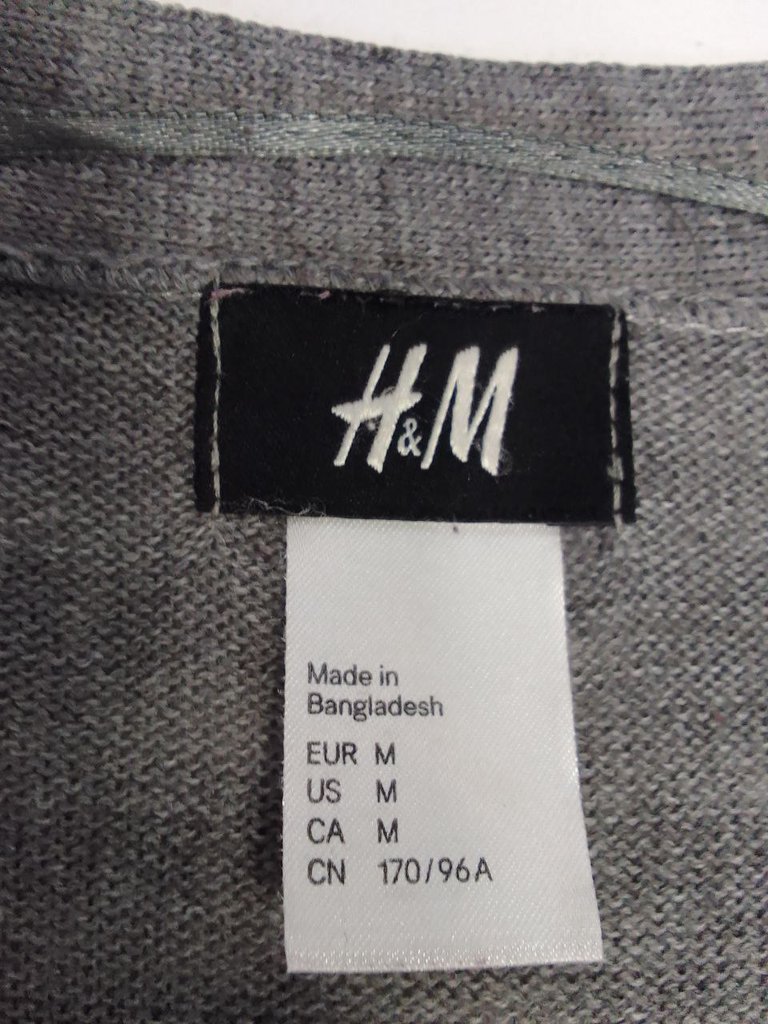 H&M
Made in
Bangladesh
EUR M
US M
CA M
CN 170/96A